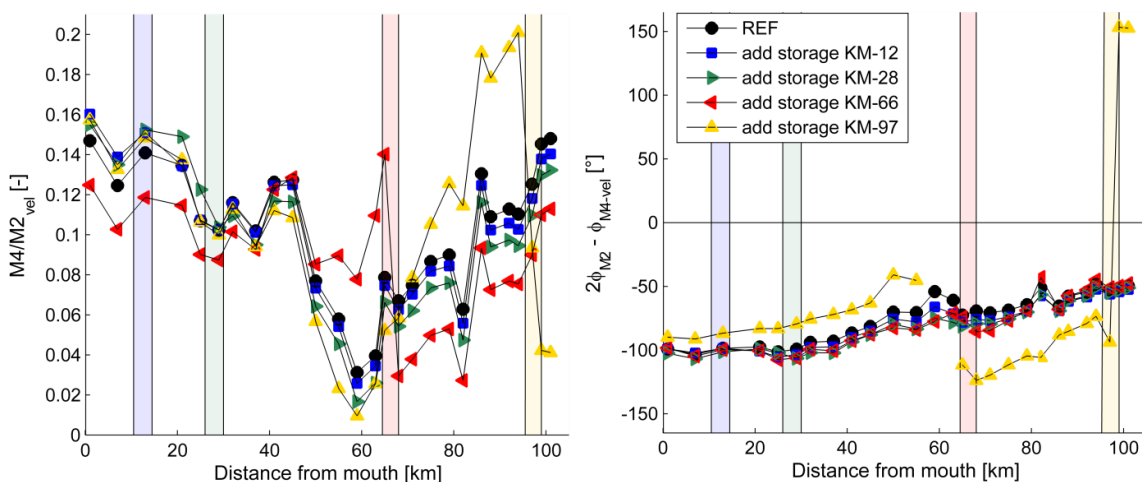 M4/M2vel [-]
0.2
0.18
0.16
0.14
0.12
0.1
0.08
0.06
0.04
0.02
0
0 20 40 60 80 100
Distance from mouth [km]
2ϕM2 - ϕM4-vel [°]
150
100
50
0
-50
-100
-150
0 20 40 60 80 100
Distance from mouth [km]
REF
add storage KM-12
add storage KM-28
add storage KM-66
add storage KM-97